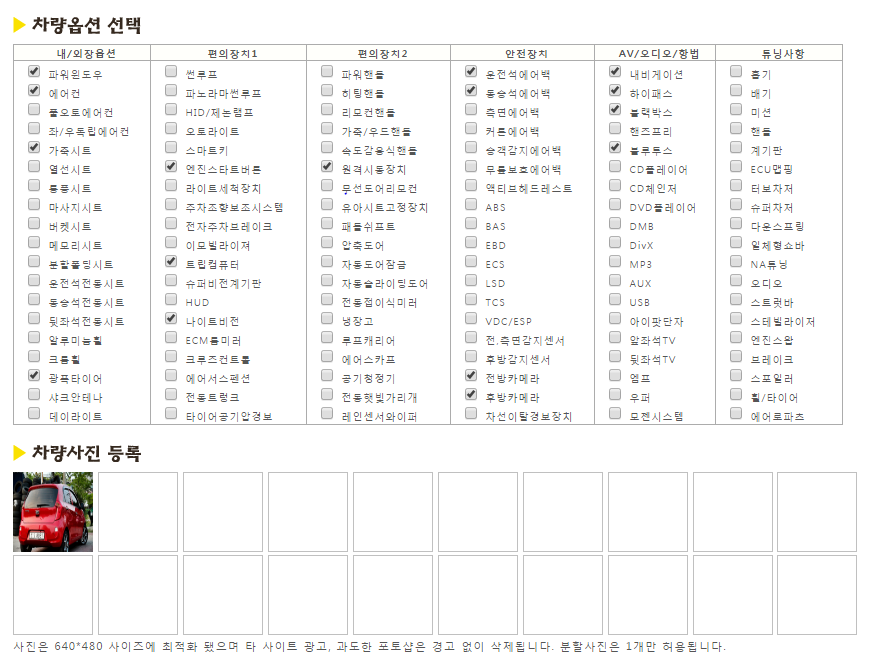 차량옵션 선택
내/외장옵션 편의장치1 편의장치2 안전장치 AV/오디오/항법 튜닝사항
파워윈도우 썬루프 파워핸들 운전석에어백 내비게이션 흡기
에어컨 파노라마썬루프 히팅핸들 동승석에어백 하이패스 배기
풀오토에어컨 HID/제논램프 리모컨핸들 측면에어백 블랙박스 미션
좌/우독립에어컨 오토라이트 가죽/우드핸들 커튼에어백 핸즈프리 핸들
가죽시트 스마트키 속도감응식핸들 승객감지에어백 블루투스 계기판
열선시트 엔진스타트버튼 원격시동장치 무릎보호에어백 CD플레이어 ECU맵핑
통풍시트 라이트세척장치 무선도어리모컨 액티브헤드레스트 CD체인저 터보차저
마사지시트 주차조향보조시스템 유아시트고정장치 ABS DVD플레이어 슈퍼차저
버켓시트 전자주차브레이크 패들쉬프트 BAS DMB 다운스프링
메모리시트 이모빌라이져 압축도어 EBD DivX 일체형쇼바
분할폴딩시트 트립컴퓨터 자동도어잠금 ECS MP3 NA튜닝
운전석전동시트 슈퍼비전계기판 자동슬라이딩도어 LSD AUX 오디오
동승석전동시트 HUD 전동접이식미러 TCS USB 스트럿바
뒷좌석전동시트 나이트비전 냉장고 VDC/ESP 아이팟단자 스테빌라이저
알루미늄휠 ECM룸미러 루프캐리어 전.측면감지센서 앞좌석TV 엔진스왑
크롬휠 크루즈컨트롤 에어스카프 후방감지센서 뒷좌석TV 브레이크
광폭타이어 에어서스펜션 공기청정기 전방카메라 엠프 스포일러
샤크안테나 전동트렁크 전동햇빛가리개 후방카메라 우퍼 휠/타이어
데이라이트 타이어공기압경보 레인센서와이퍼 차선이탈경보장치 모젠시스템 에어로파츠
차량사진 등록
사진은 640*480 사이즈에 최적화 됐으며 타 사이트 광고, 과도한 포토샵은 경고 없이 삭제됩니다. 분할사진은 1개만 허용됩니다.